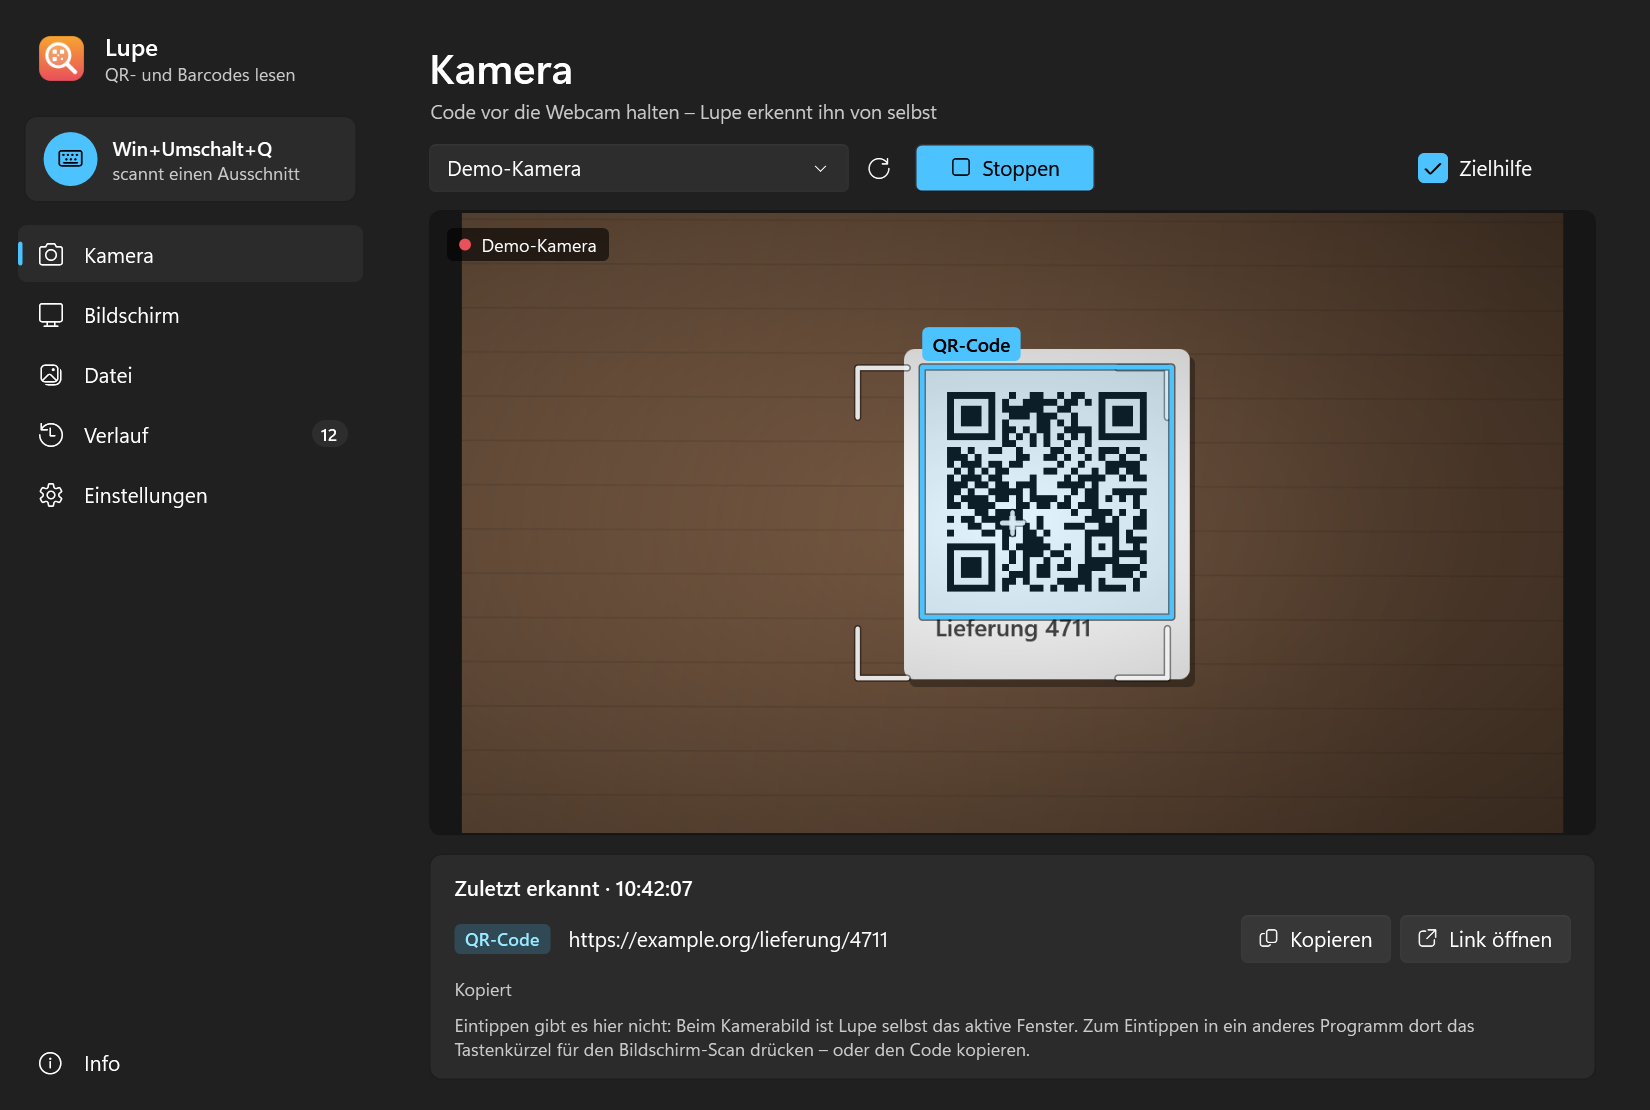 Lupe
QR- und Barcodes lesen
Win+Umschalt+Q
scannt einen Ausschnitt
Kamera
Bildschirm
Datei
Verlauf
12
Einstellungen
Info
Kamera
Code vor die Webcam halten – Lupe erkennt ihn von selbst
Demo-Kamera
Stoppen
Zielhilfe
Demo-Kamera
QR-Code
Lieferung 4711
Zuletzt erkannt · 10:42:07
QR-Code
https://example.org/lieferung/4711
Kopieren
Link öffnen
Kopiert
Eintippen gibt es hier nicht: Beim Kamerabild ist Lupe selbst das aktive Fenster. Zum Eintippen in ein anderes Programm dort das
Tastenkürzel für den Bildschirm-Scan drücken – oder den Code kopieren.